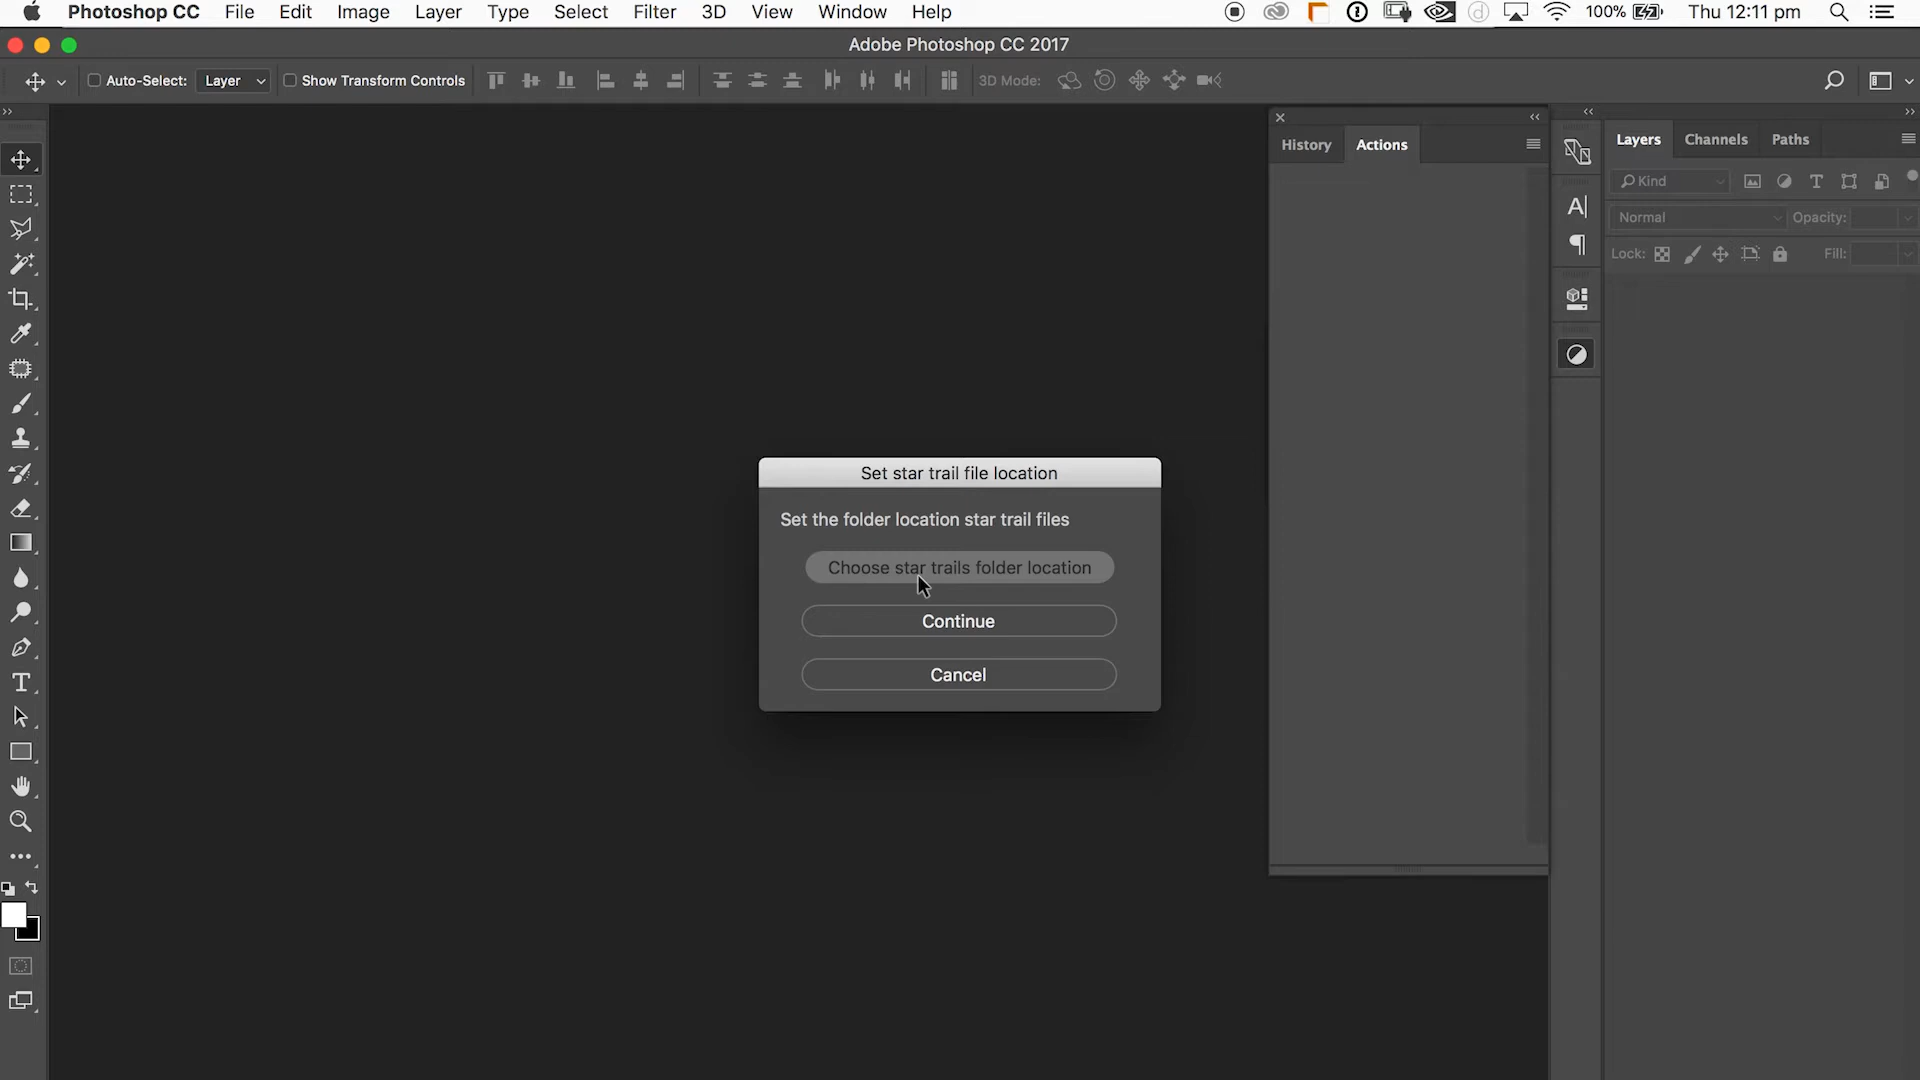 Photoshop CC File Edit Image Layer Type Select Filter 3D View Window Help 100% Thu 12:11 pm
Adobe Photoshop CC 2017
Auto-Select: Layer Show Transform Controls 3D Mode:
History Actions
Layers Channels Paths
Kind
Normal Opacity:
Lock: Fill:
Set star trail file location
Set the folder location star trail files
Choose star trails folder location
Continue
Cancel